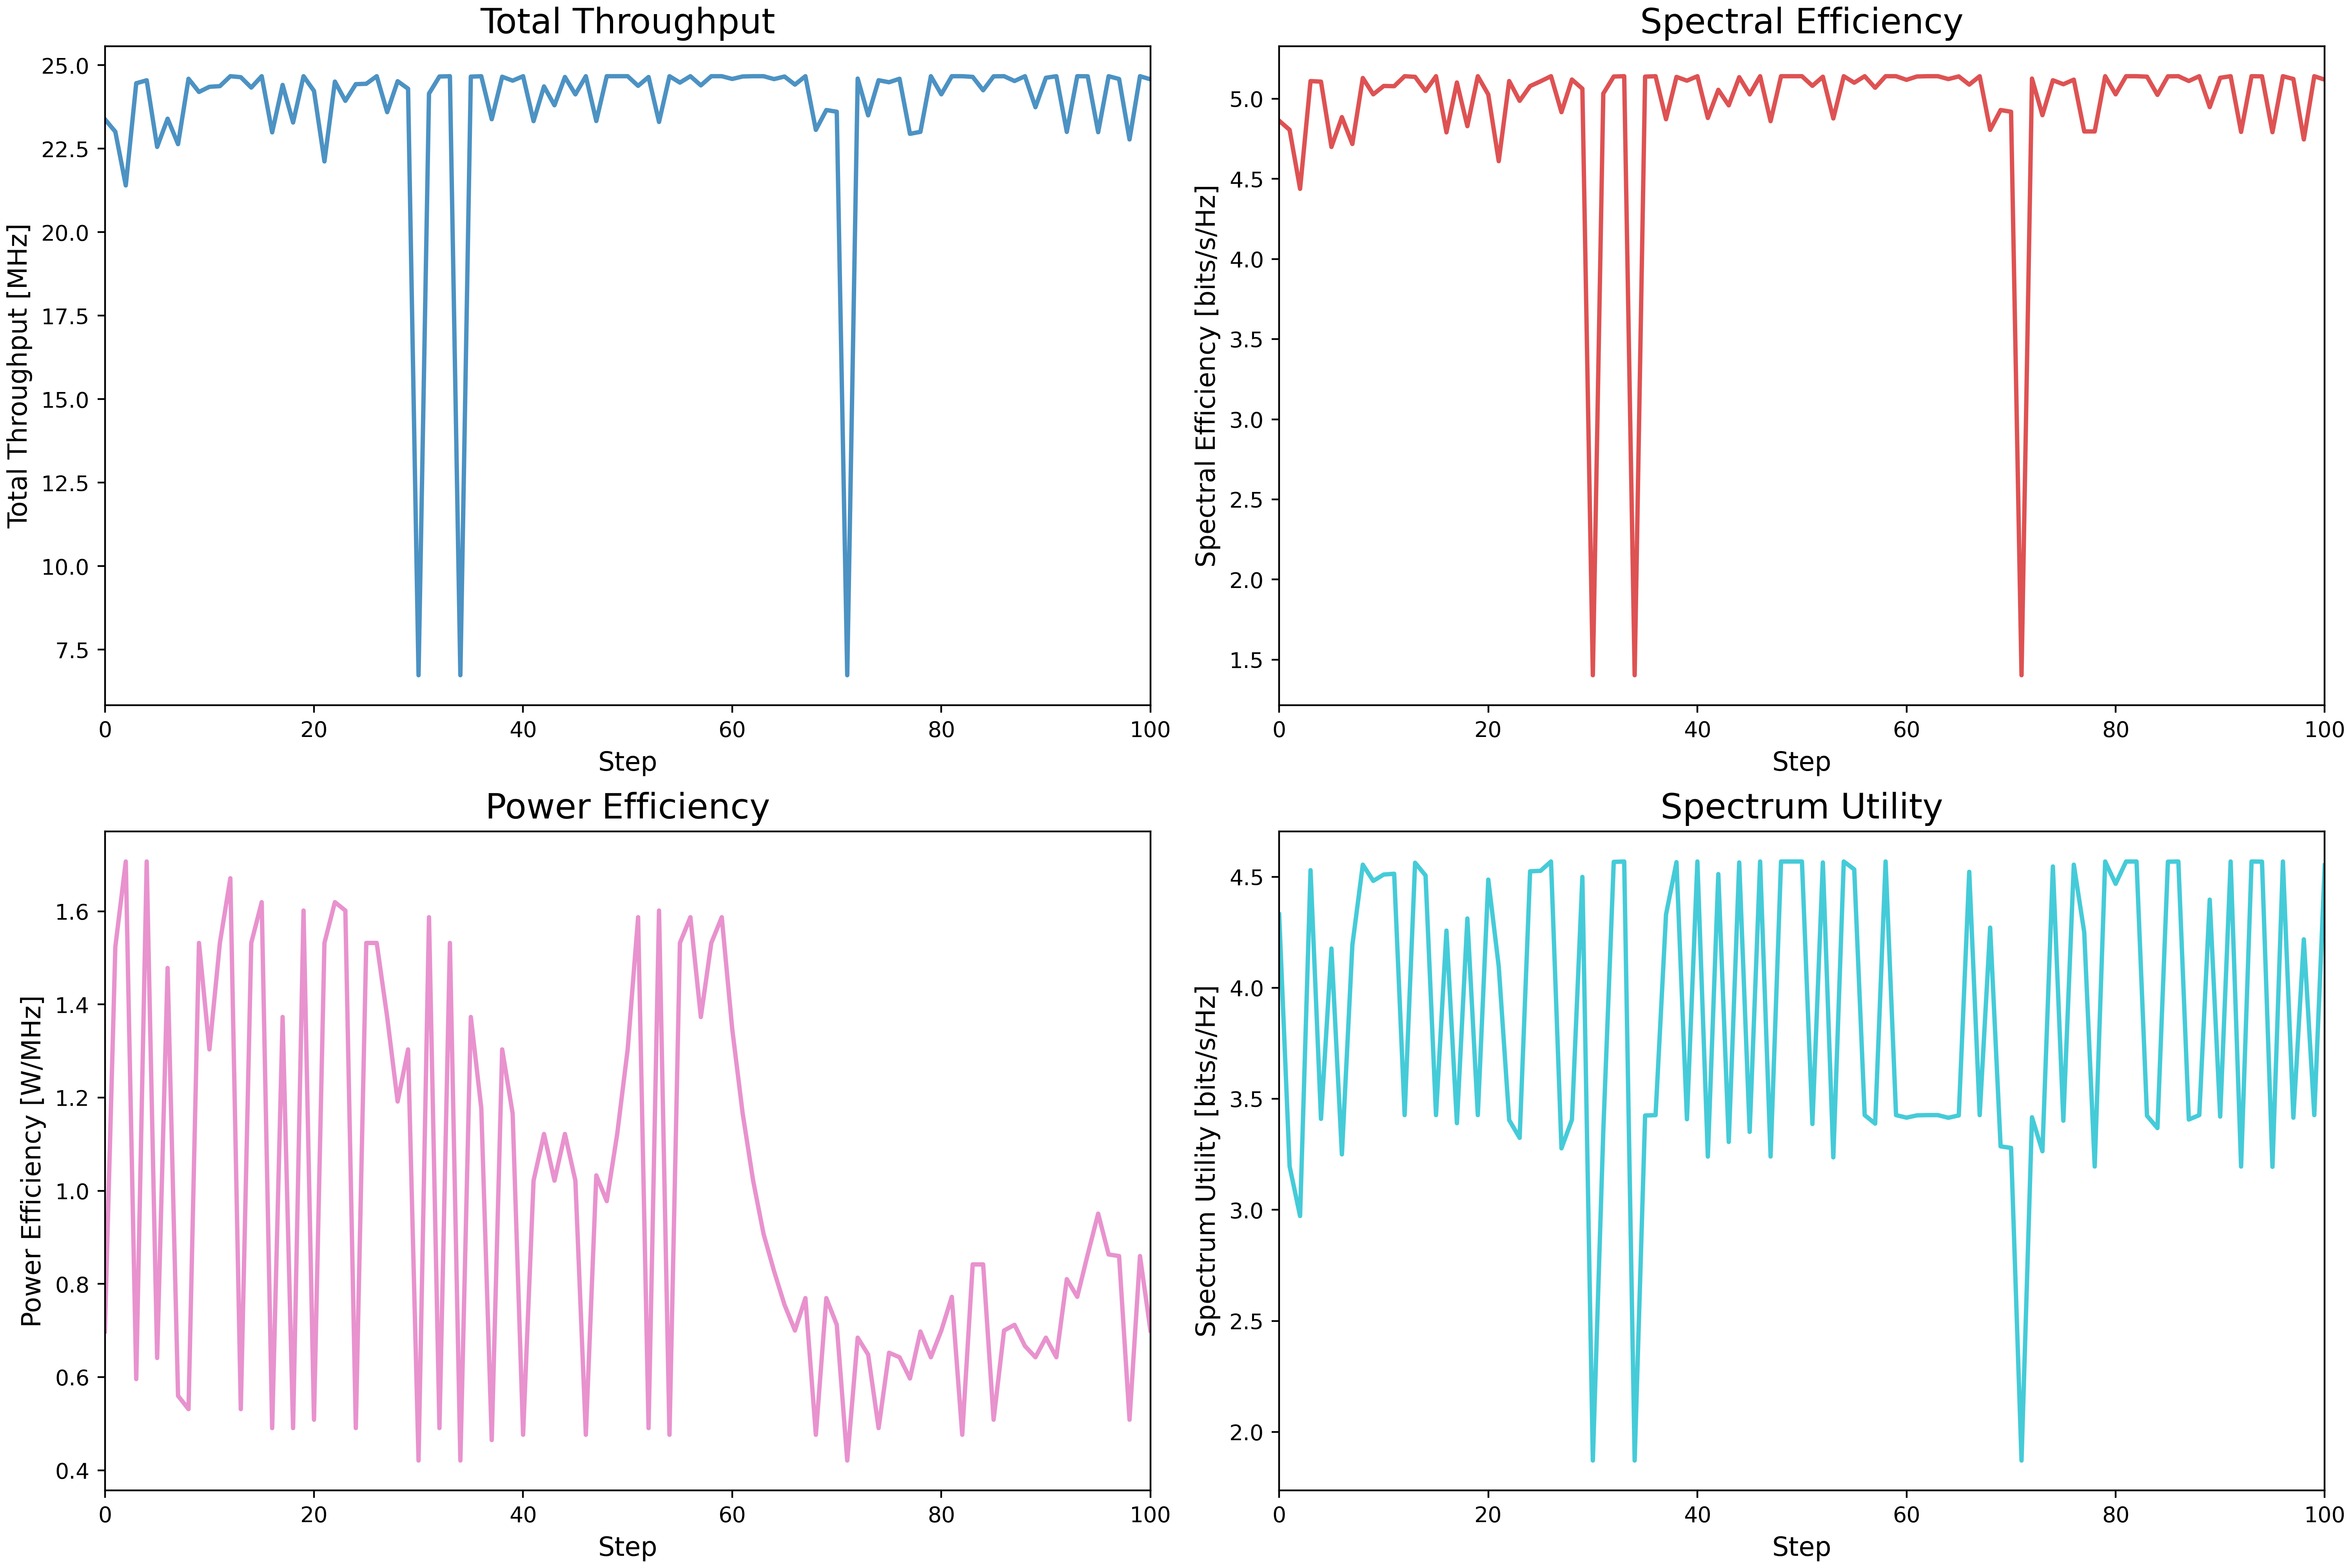 Total Throughput
Total Throughput [MHz]
25.0
22.5
20.0
17.5
15.0
12.5
10.0
7.5
0 20 40 60 80 100
Step
Spectral Efficiency
Spectral Efficiency [bits/s/Hz]
5.0
4.5
4.0
3.5
3.0
2.5
2.0
1.5
0 20 40 60 80 100
Step
Power Efficiency
Power Efficiency [W/MHz]
1.6
1.4
1.2
1.0
0.8
0.6
0.4
0 20 40 60 80 100
Step
Spectrum Utility
Spectrum Utility [bits/s/Hz]
4.5
4.0
3.5
3.0
2.5
2.0
0 20 40 60 80 100
Step